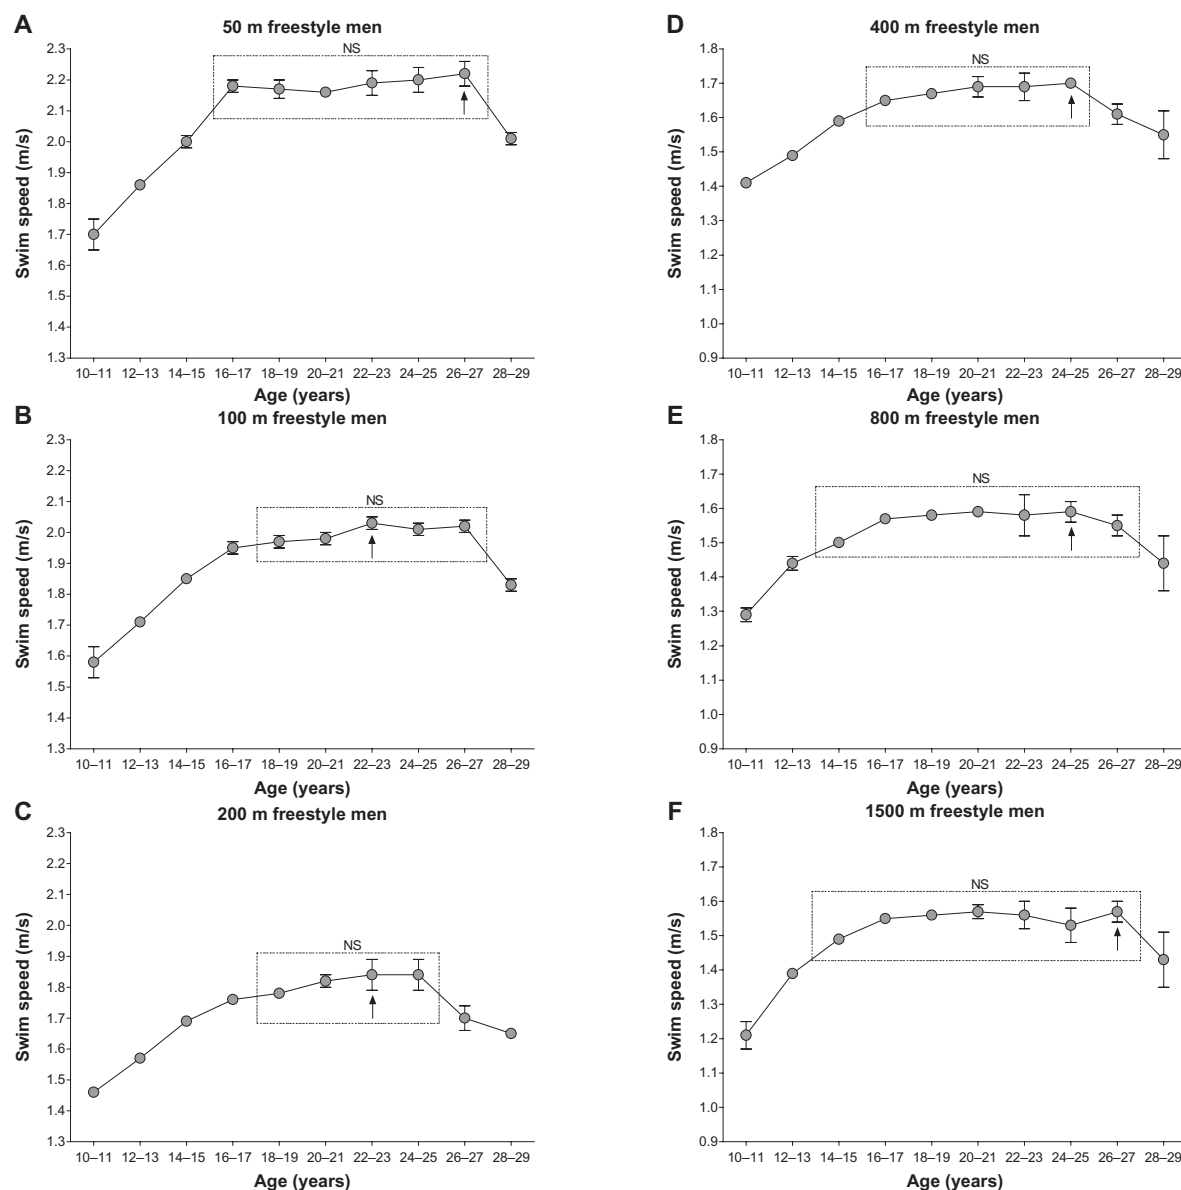 A
50 m freestyle men
NS
2.3
2.2
2.1
2.0
1.9
1.8
1.7
1.6
1.5
1.4
1.3
Swim speed (m/s)
10–11 12–13 14–15 16–17 18–19 20–21 22–23 24–25 26–27 28–29
Age (years)
B
100 m freestyle men
NS
2.3
2.2
2.1
2.0
1.9
1.8
1.7
1.6
1.5
1.4
1.3
Swim speed (m/s)
10–11 12–13 14–15 16–17 18–19 20–21 22–23 24–25 26–27 28–29
Age (years)
C
200 m freestyle men
NS
2.3
2.2
2.1
2.0
1.9
1.8
1.7
1.6
1.5
1.4
1.3
Swim speed (m/s)
10–11 12–13 14–15 16–17 18–19 20–21 22–23 24–25 26–27 28–29
Age (years)
D
400 m freestyle men
NS
1.8
1.7
1.6
1.5
1.4
1.3
1.2
1.1
1.0
0.9
Swim speed (m/s)
10–11 12–13 14–15 16–17 18–19 20–21 22–23 24–25 26–27 28–29
Age (years)
E
800 m freestyle men
NS
1.8
1.7
1.6
1.5
1.4
1.3
1.2
1.1
1.0
0.9
Swim speed (m/s)
10–11 12–13 14–15 16–17 18–19 20–21 22–23 24–25 26–27 28–29
Age (years)
F
1500 m freestyle men
NS
1.8
1.7
1.6
1.5
1.4
1.3
1.2
1.1
1.0
0.9
Swim speed (m/s)
10–11 12–13 14–15 16–17 18–19 20–21 22–23 24–25 26–27 28–29
Age (years)